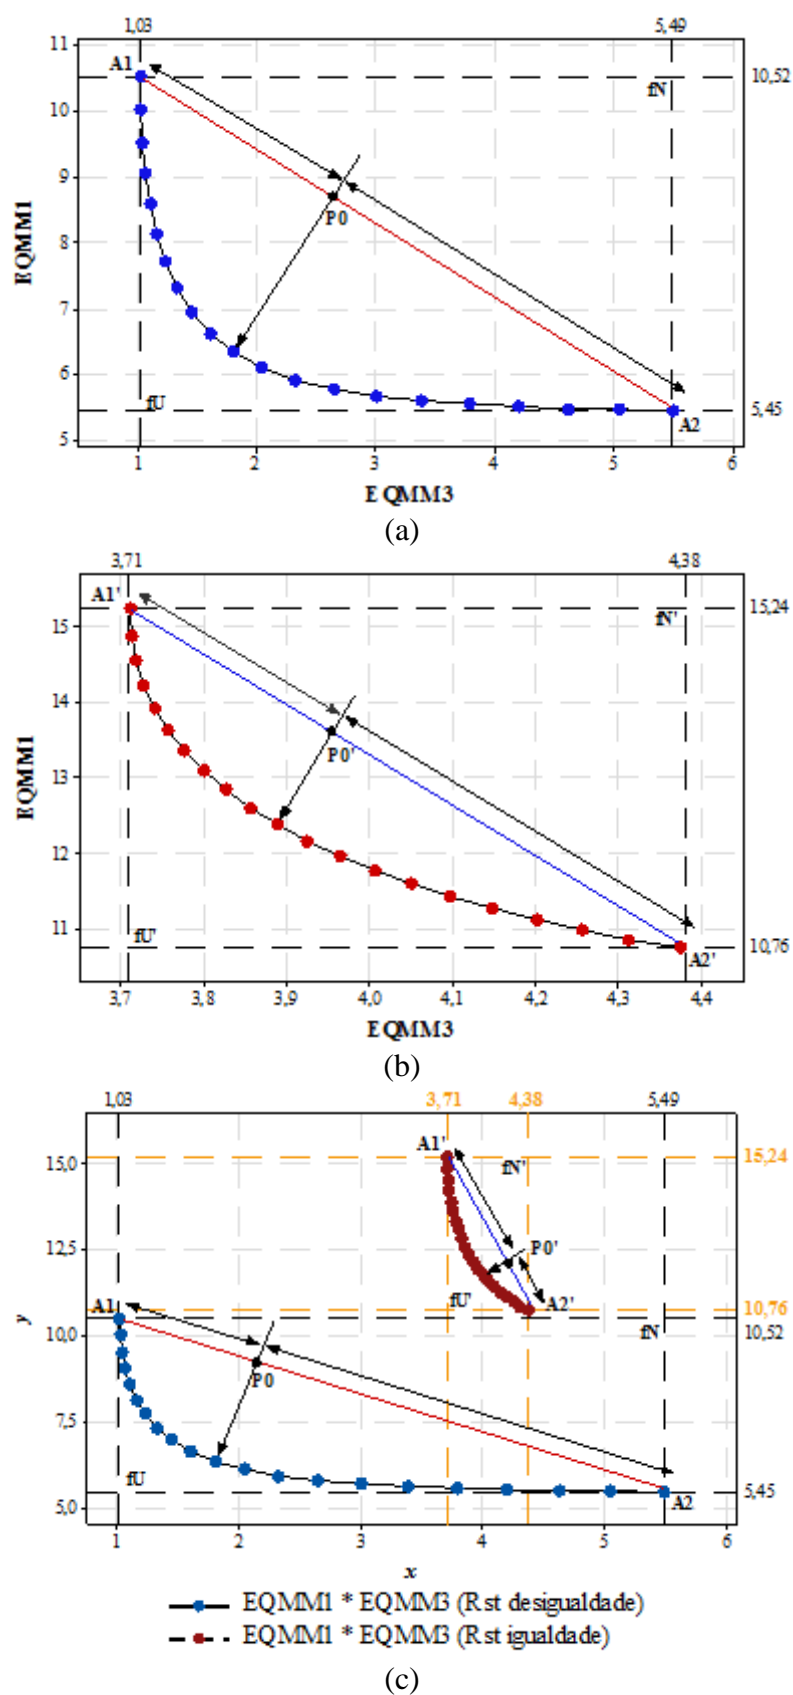 1,03 5,49
11
A1
10,52
fN
10
9
P0
8
EQMM1
7
6
fU
5,45
A2
5
1 2 3 4 5 6
EQMM3
(a)
3,71 4,38
A1'
15,24
fN'
15
14
P0'
13
EQMM1
12
11
fU'
10,76
A2'
3,7 3,8 3,9 4,0 4,1 4,2 4,3 4,4
EQMM3
(b)
1,03 3,71 4,38 5,49
A1'
15,0
15,24
fN'
12,5
P0'
fU'
A2'
10,76
A1
10,0
fN
10,52
y
P0
7,5
fU
5,45
A2
5,0
1 2 3 4 5 6
x
EQMM1 * EQMM3 (Rst desigualdade)
EQMM1 * EQMM3 (Rst igualdade)
(c)